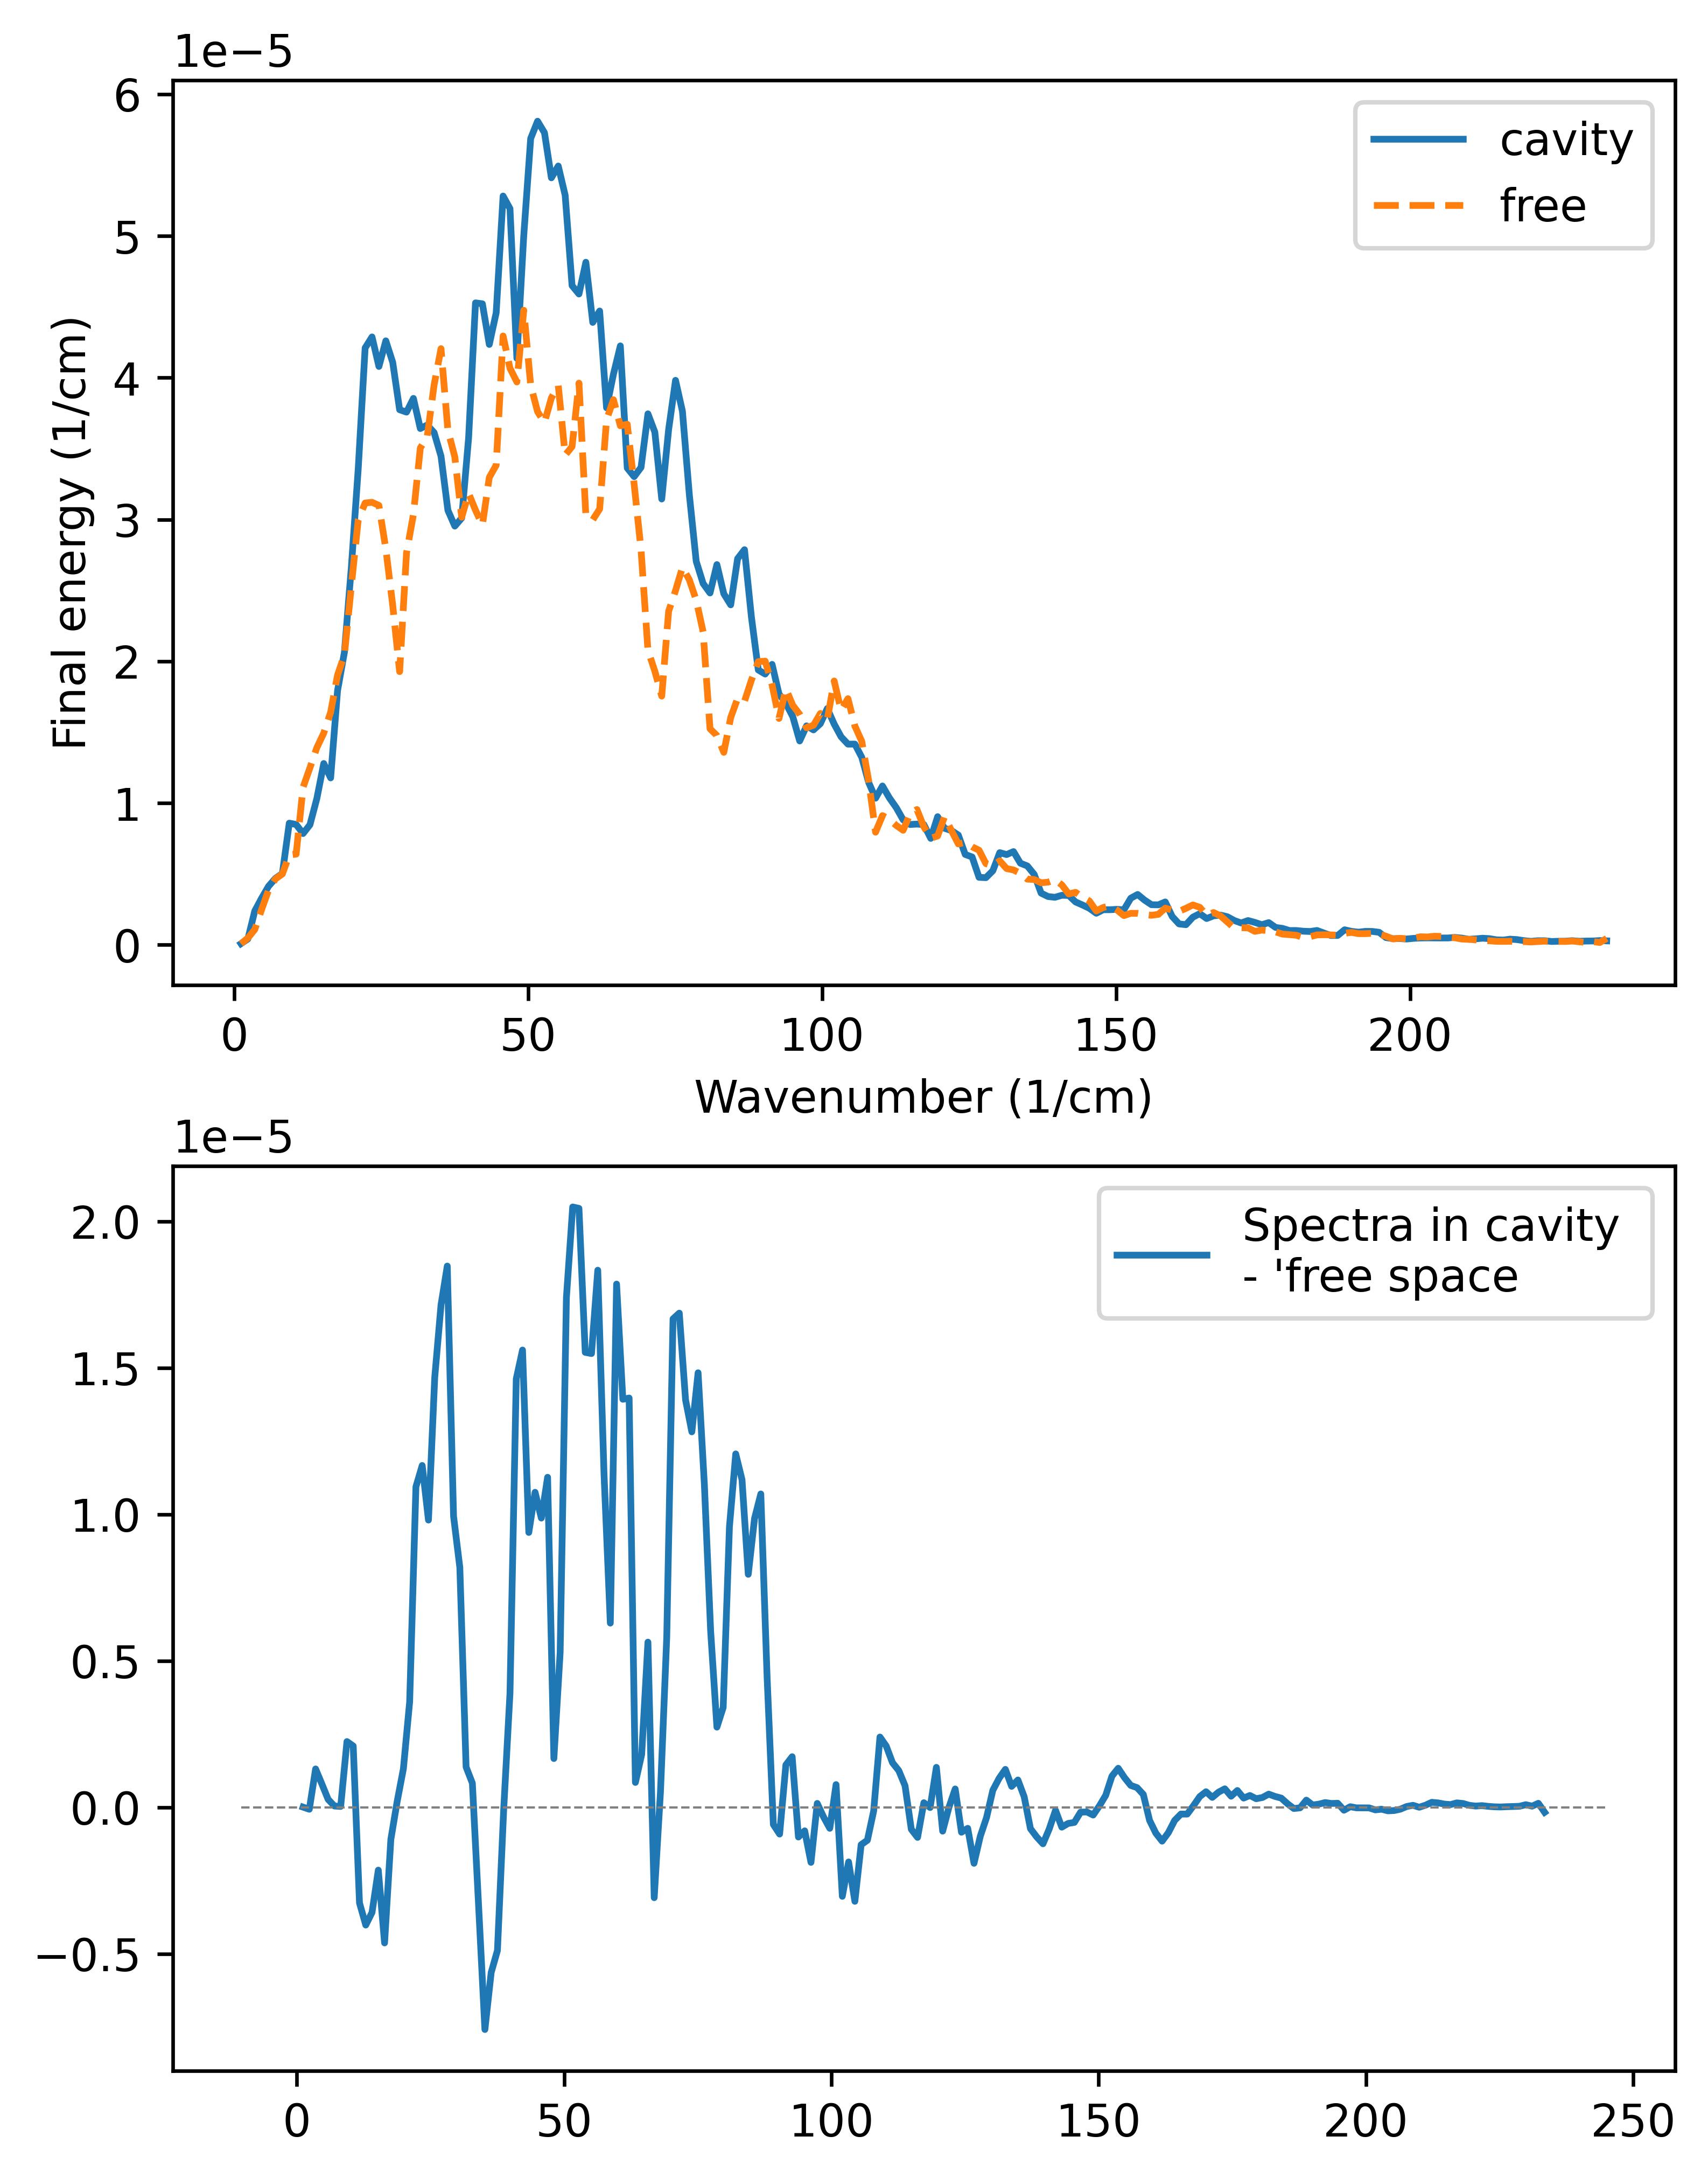 1e−5
6
5
4
3
2
1
0
Final energy (1/cm)
cavity
free
0 50 100 150 200
Wavenumber (1/cm)
1e−5
2.0
1.5
1.0
0.5
0.0
−0.5
Spectra in cavity
- 'free space
0 50 100 150 200 250